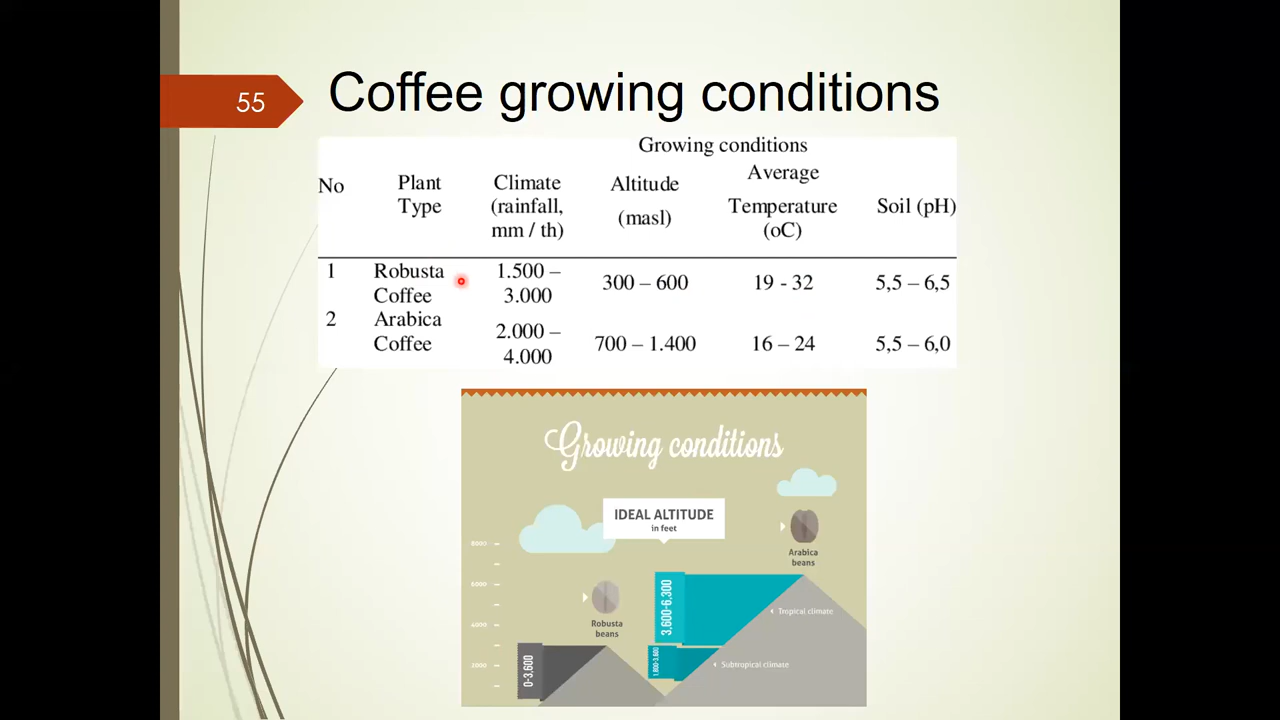 55
Coffee growing conditions
Growing conditions
No
Plant
Type
Climate
(rainfall,
mm / th)
Altitude
(masl)
Average
Temperature
(oC)
Soil (pH)
1
Robusta
Coffee
1.500 –
3.000
300 – 600
19 - 32
5,5 – 6,5
2
Arabica
Coffee
2.000 –
4.000
700 – 1.400
16 – 24
5,5 – 6,0
Growing conditions
IDEAL ALTITUDE
in feet
Arabica
beans
Robusta
beans
8000
6000
4000
2000
3,600-6,300
Tropical climate
1,800-3,600
Subtropical climate
0-3,600